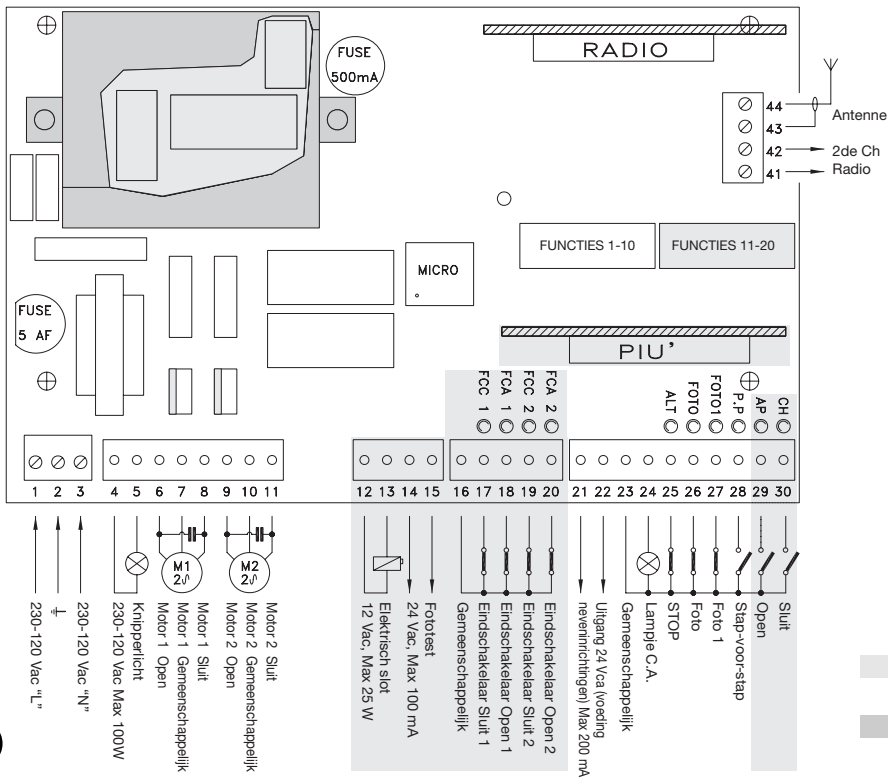 FUSE
500mA
RADIO
44
Antenne
43
42
2de Ch
41
Radio
FUNCTIES 1-10
FUNCTIES 11-20
MICRO
FUSE
5 AF
PIU’
FCC 1
FCA 1
FCC 2
FCA 2
ALT
FOTO
FOTO1
P.P
AP
CH
1 2 3 4 5 6 7 8 9 10 11 12 13 14 15 16 17 18 19 20 21 22 23 24 25 26 27 28 29 30
M1
2
M2
2
230-120 Vac “L”
230-120 Vac “N”
230-120 Vac Max 100W
Knipperlicht
Motor 1 Open
Motor 1 Gemeenschappelijk
Motor 1 Sluit
Motor 2 Open
Motor 2 Gemeenschappelijk
Motor 2 Sluit
12 Vac, Max 25 W
Elektrisch slot
24 Vac, Max 100 mA
Fototest
Gemeenschappelijk
Eindschakelaar Sluit 1
Eindschakelaar Open 1
Eindschakelaar Sluit 2
Eindschakelaar Open 2
Uitgang 24 Vca (voeding
neveninrichtingen) Max 200 mA
Gemeenschappelijk
Lampje C.A.
STOP
Foto
Foto 1
Stap-voor-stap
Open
Sluit